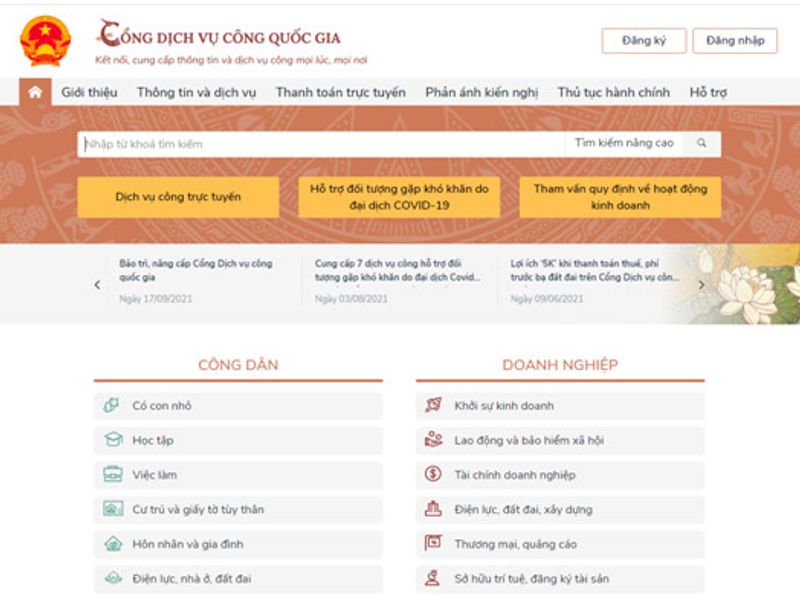 CỔNG DỊCH VỤ CÔNG QUỐC GIA
Kết nối, cung cấp thông tin và dịch vụ công mọi lúc, mọi nơi
Đăng ký
Đăng nhập
Giới thiệu
Thông tin và dịch vụ
Thanh toán trực tuyến
Phản ánh kiến nghị
Thủ tục hành chính
Hỗ trợ
Nhập từ khoá tìm kiếm
Tìm kiếm nâng cao
Dịch vụ công trực tuyến
Hỗ trợ đối tượng gặp khó khăn do
đại dịch COVID-19
Tham vấn quy định về hoạt động
kinh doanh
Bảo trì, nâng cấp Cổng Dịch vụ công
quốc gia
Ngày 17/09/2021
Cung cấp 7 dịch vụ công hỗ trợ đối
tượng gặp khó khăn do đại dịch Covid...
Ngày 03/08/2021
Lợi ích '5K' khi thanh toán thuế, phí
trước bạ đất đai trên Cổng Dịch vụ côn...
Ngày 09/06/2021
CÔNG DÂN
Có con nhỏ
Học tập
Việc làm
Cư trú và giấy tờ tùy thân
Hôn nhân và gia đình
Điện lực, nhà ở, đất đai
DOANH NGHIỆP
Khởi sự kinh doanh
Lao động và bảo hiểm xã hội
Tài chính doanh nghiệp
Điện lực, đất đai, xây dựng
Thương mại, quảng cáo
Sở hữu trí tuệ, đăng ký tài sản